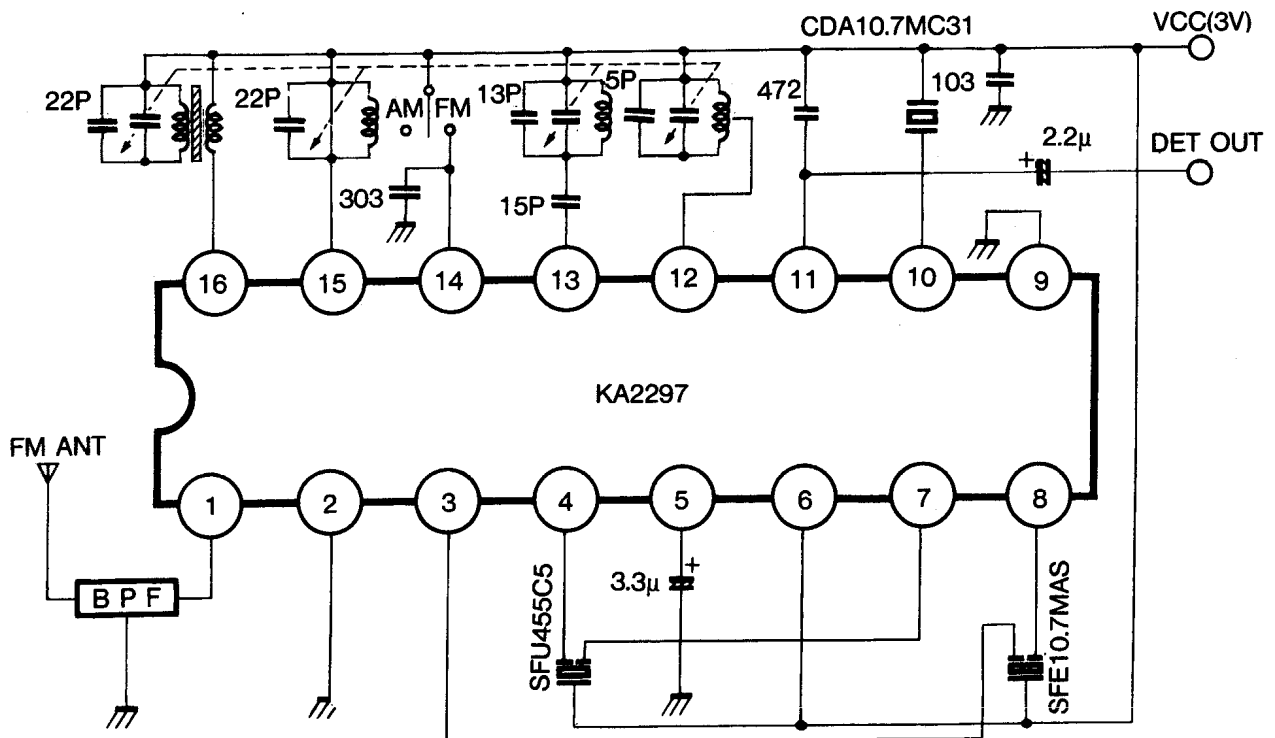 CDA10.7MC31
VCC(3V)
22P
22P
AM
FM
13P
5P
472
103
2.2μ
+
DET OUT
303
15P
16
15
14
13
12
11
10
9
KA2297
FM ANT
1
2
3
4
5
6
7
8
BPF
SFU455C5
3.3μ
+
SFE10.7MAS